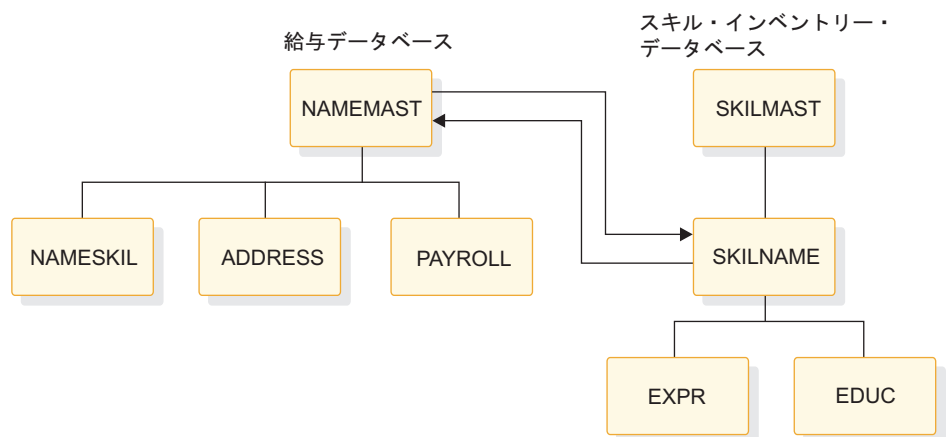 給与データベース
スキル・インベントリー・
データベース
NAMEMAST
SKILMAST
NAMESKIL
ADDRESS
PAYROLL
SKILNAME
EXPR
EDUC